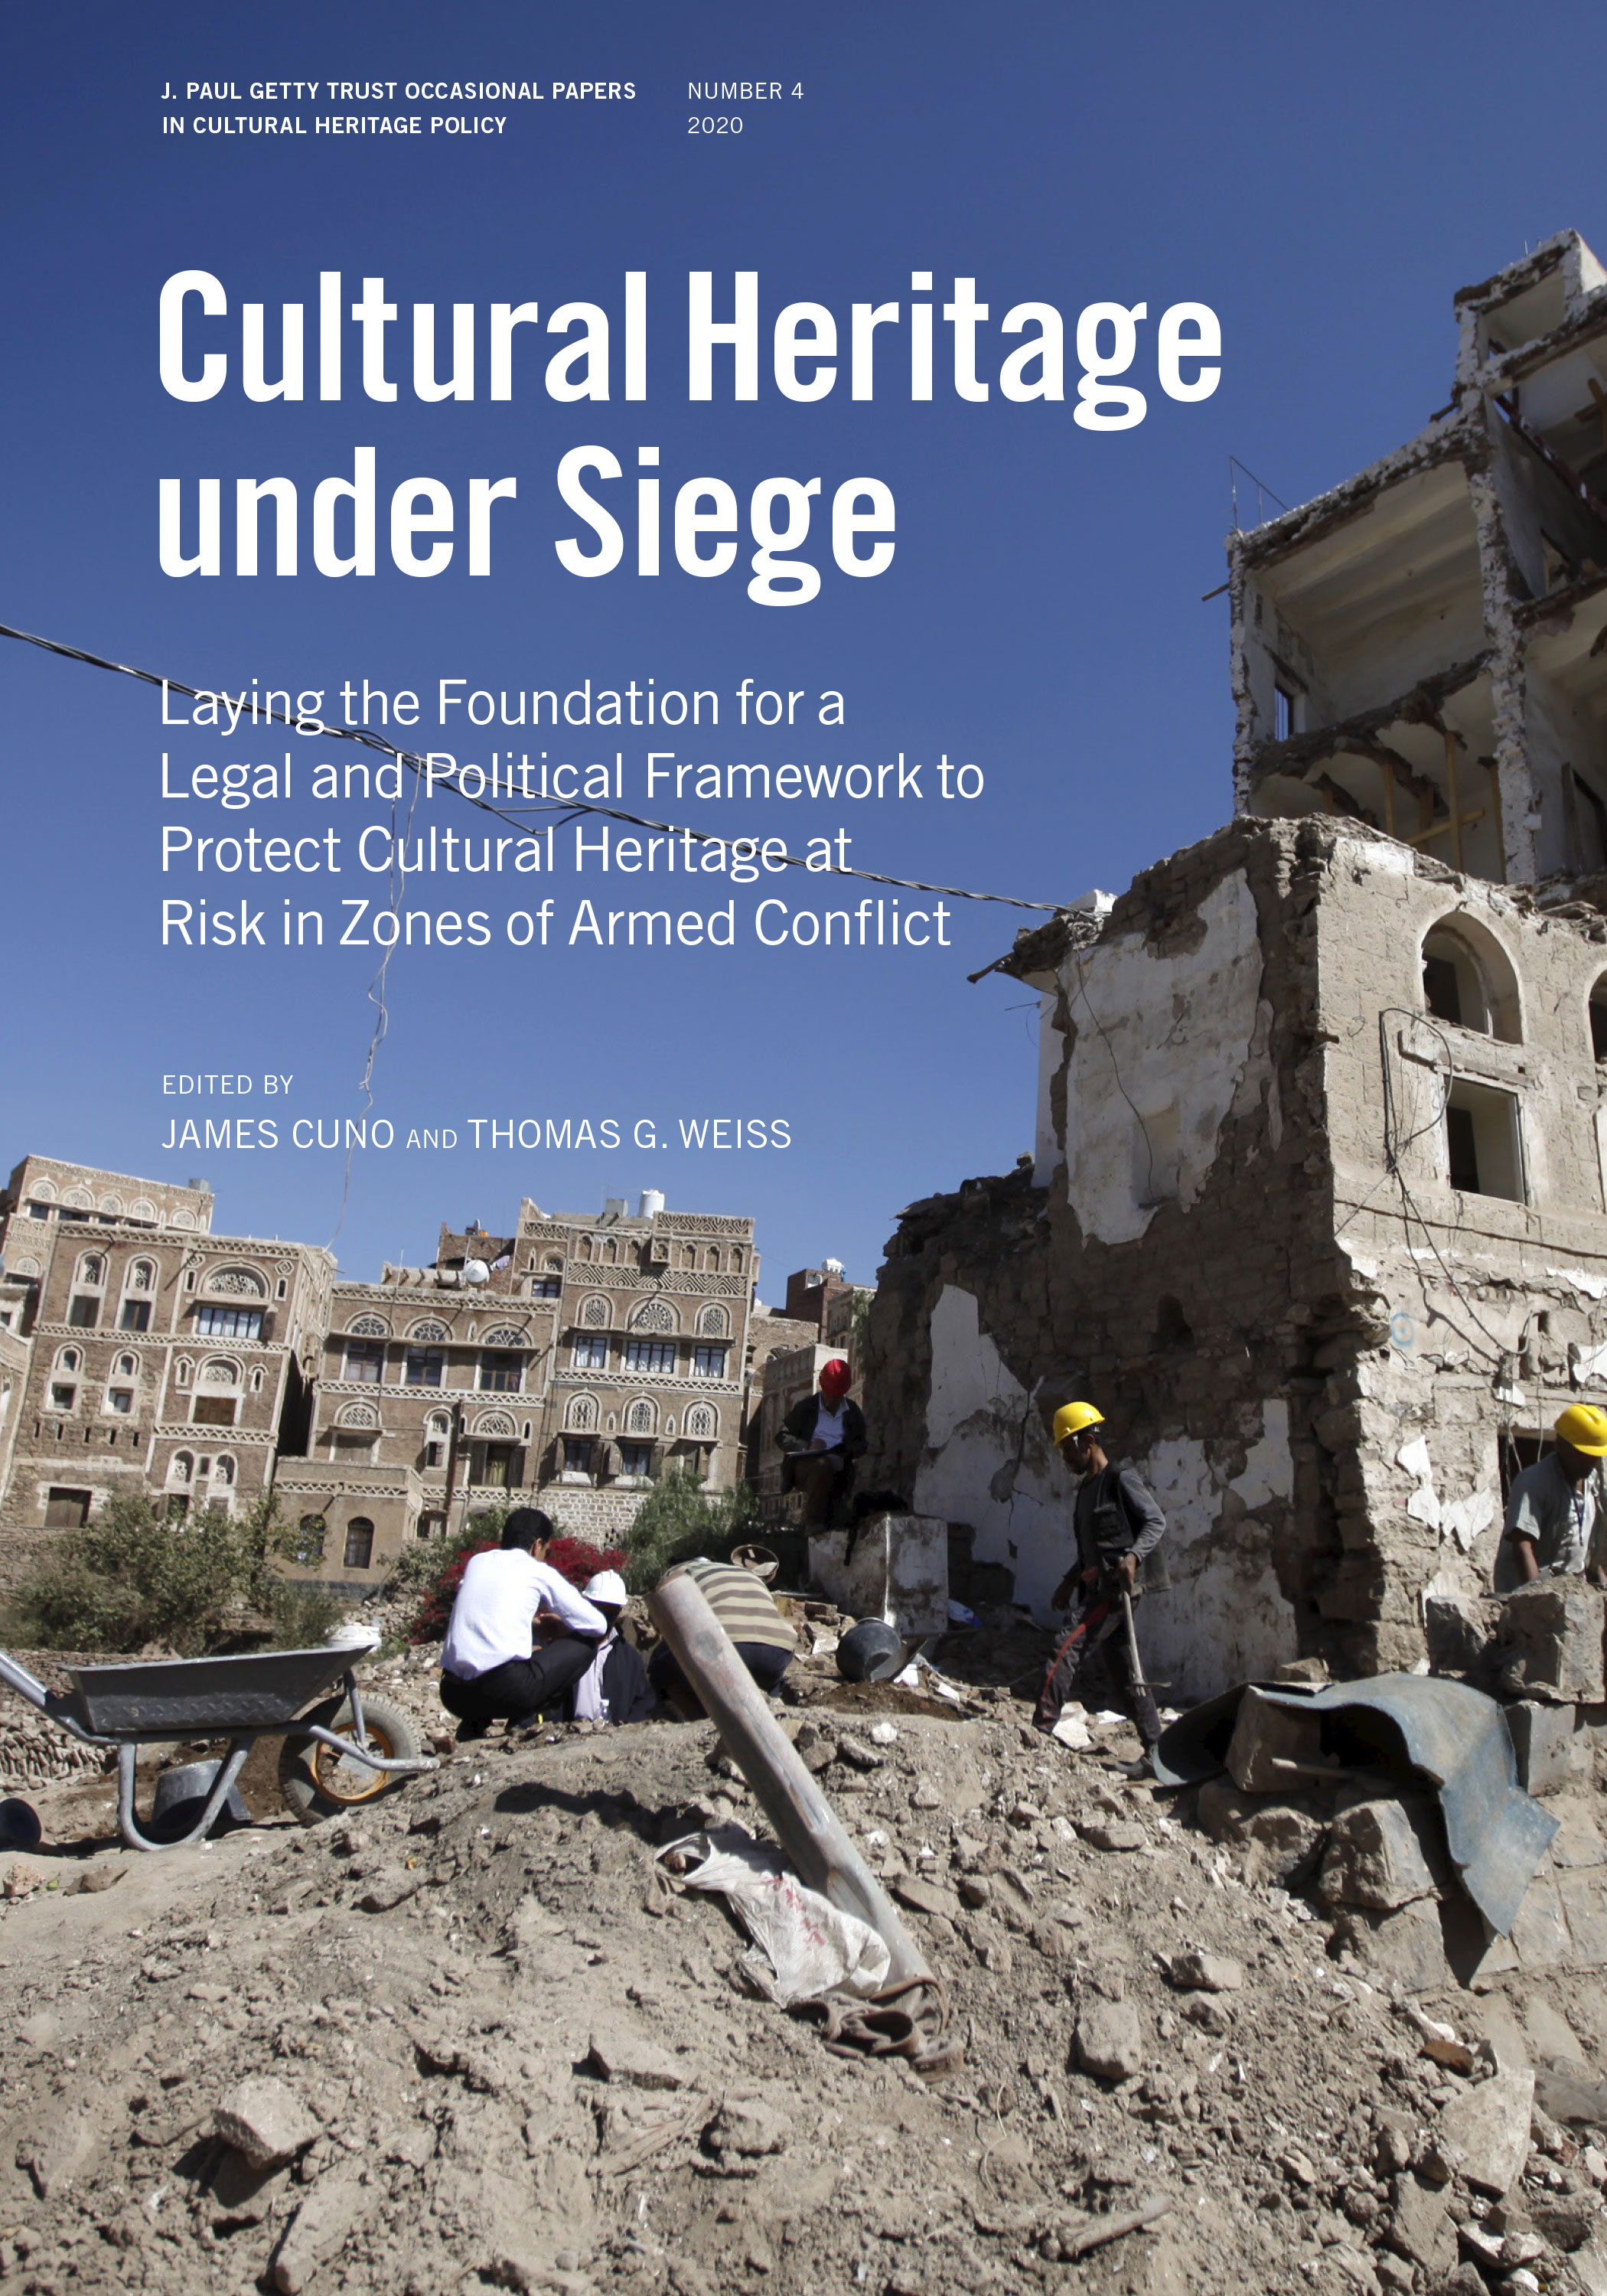 J. PAUL GETTY TRUST OCCASIONAL PAPERS
IN CULTURAL HERITAGE POLICY
NUMBER 4
2020
Cultural Heritage
under Siege
Laying the Foundation for a
Legal and Political Framework to
Protect Cultural Heritage at
Risk in Zones of Armed Conflict
EDITED BY
JAMES CUNO AND THOMAS G. WEISS